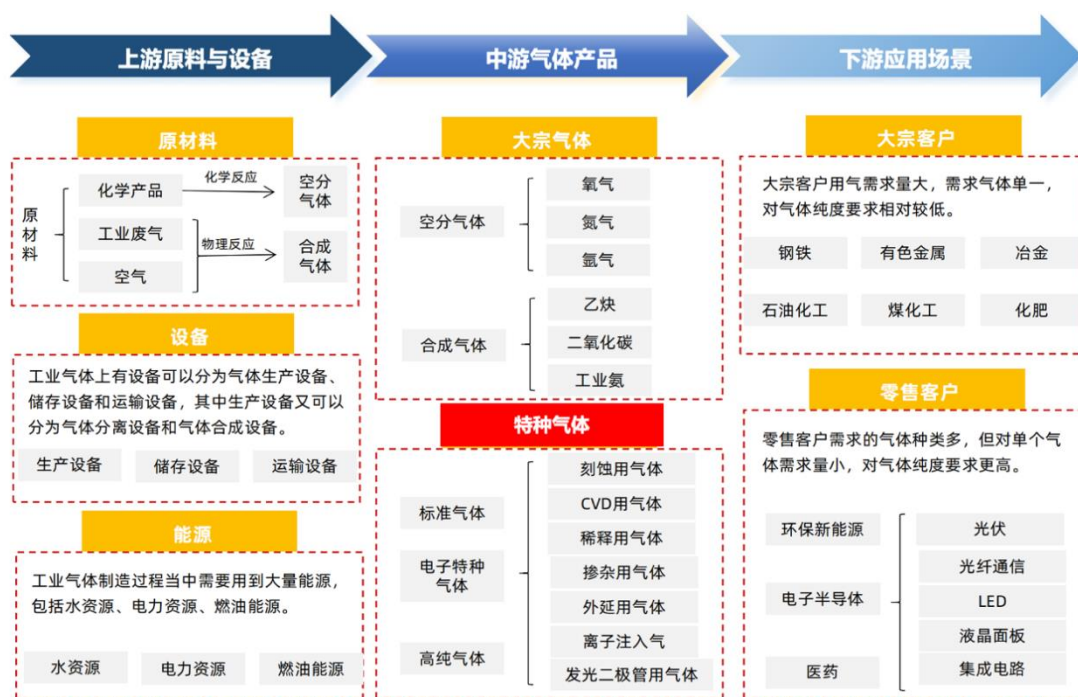 上游原料与设备
中游气体产品
下游应用场景
原材料
原材料
化学产品
化学反应
空分
气体
工业废气
物理反应
合成
气体
空气
设备
工业气体上有设备可以分为气体生产设备、
储存设备和运输设备，其中生产设备又可以
分为气体分离设备和气体合成设备。
生产设备
储存设备
运输设备
能源
工业气体制造过程当中需要用到大量能源，
包括水资源、电力资源、燃油能源。
水资源
电力资源
燃油能源
大宗气体
空分气体
氧气
氮气
氩气
合成气体
乙炔
二氧化碳
工业氨
特种气体
标准气体
电子特种
气体
高纯气体
刻蚀用气体
CVD用气体
稀释用气体
掺杂用气体
外延用气体
离子注入气
发光二极管用气体
大宗客户
大宗客户用气需求量大，需求气体单一，
对气体纯度要求相对较低。
钢铁
有色金属
冶金
石油化工
煤化工
化肥
零售客户
零售客户需求的气体种类多，但对单个气
体需求量小，对气体纯度要求更高。
环保新能源
电子半导体
医药
光伏
光纤通信
LED
液晶面板
集成电路